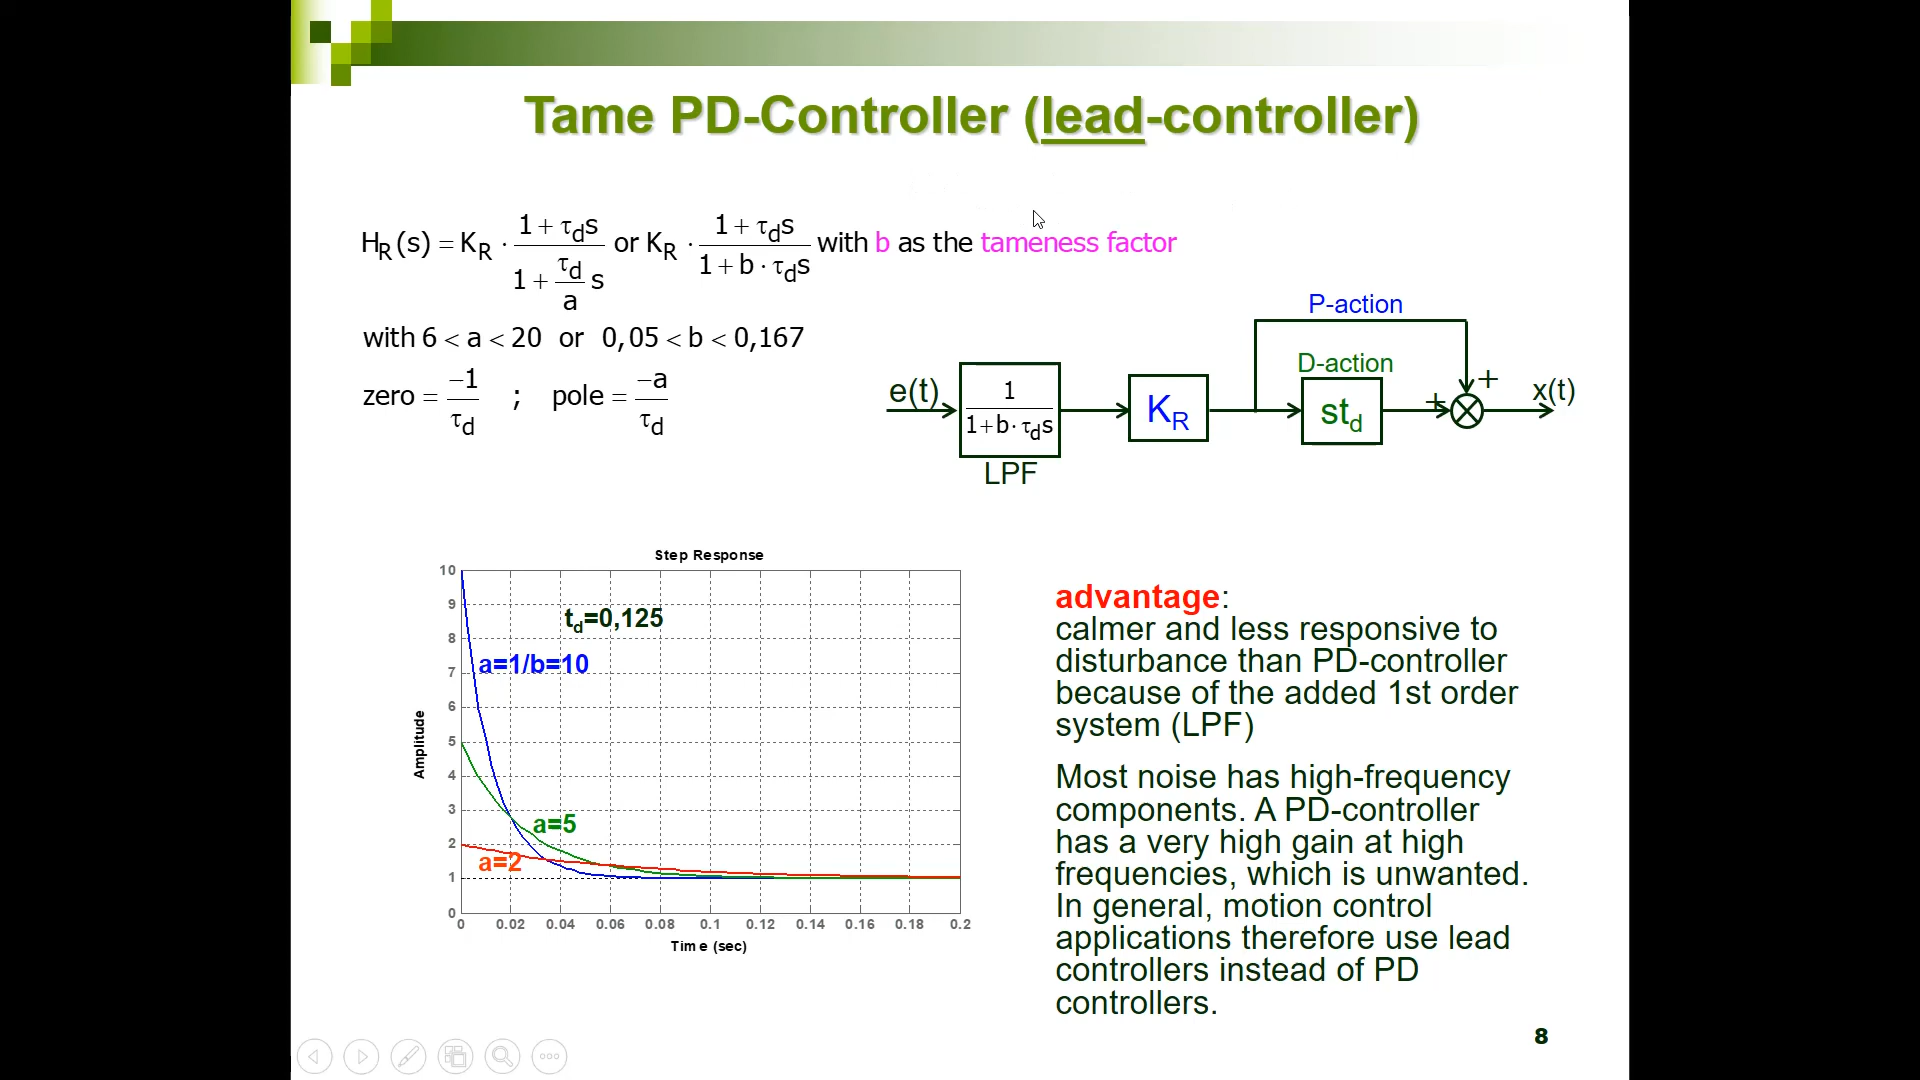 Tame PD-Controller (lead-controller)
H_R(s) = K_R · (1 + τ_d s)/(1 + (τ_d/a) s) or K_R · (1 + τ_d s)/(1 + b · τ_d s) with b as the tameness factor
with 6 < a < 20 or 0,05 < b < 0,167
zero = −1/τ_d ; pole = −a/τ_d
P-action
D-action
e(t)
1/(1+b·τ_d s)
K_R
st_d
+
+
x(t)
LPF
Step Response
10
9
8
7
6
5
4
3
2
1
0
Amplitude
t_d=0,125
a=1/b=10
a=5
a=2
0 0.02 0.04 0.06 0.08 0.1 0.12 0.14 0.16 0.18 0.2
Time (sec)
advantage:
calmer and less responsive to
disturbance than PD-controller
because of the added 1st order
system (LPF)
Most noise has high-frequency
components. A PD-controller
has a very high gain at high
frequencies, which is unwanted.
In general, motion control
applications therefore use lead
controllers instead of PD
controllers.
8